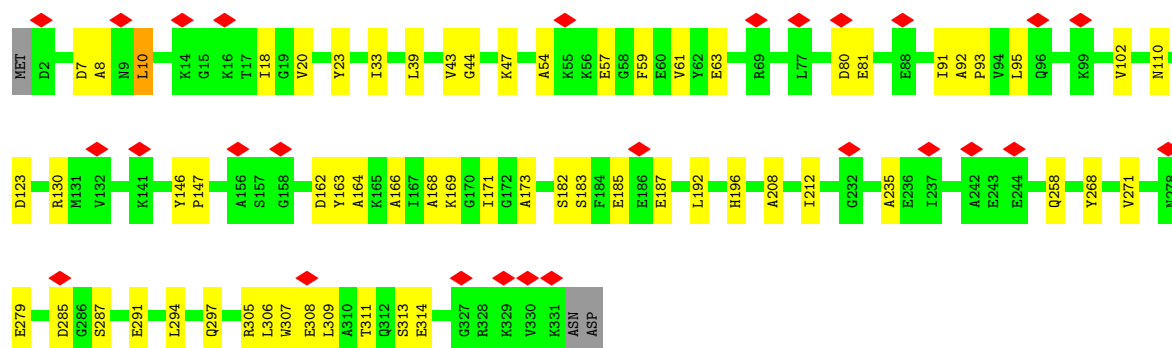 MET D2 D7 A8 N9 L10 K14 G15 K16 T17 I18 G19 V20 Y23 I33 L39 V43 G44 K47 A54 K55 K56 E57 G58 F59 E60 V61 Y62 E63 R69 L77 D80 E81 E88 I91 A92 P93 V94 L95 Q96 K99 V102 N110
D123 R130 M131 V132 K141 Y146 P147 A156 S157 G158 D162 Y163 A164 K165 A166 I167 A168 K169 G170 I171 G172 A173 S182 S183 F184 E185 E186 E187 L192 H196 A208 I212 G232 A235 E236 I237 A242 E243 E244 Q258 Y268 V271 N278
E279 D285 G286 S287 E291 L294 Q297 R305 L306 W307 E308 L309 A310 T311 Q312 S313 E314 G327 R328 K329 V330 K331 ASN ASP